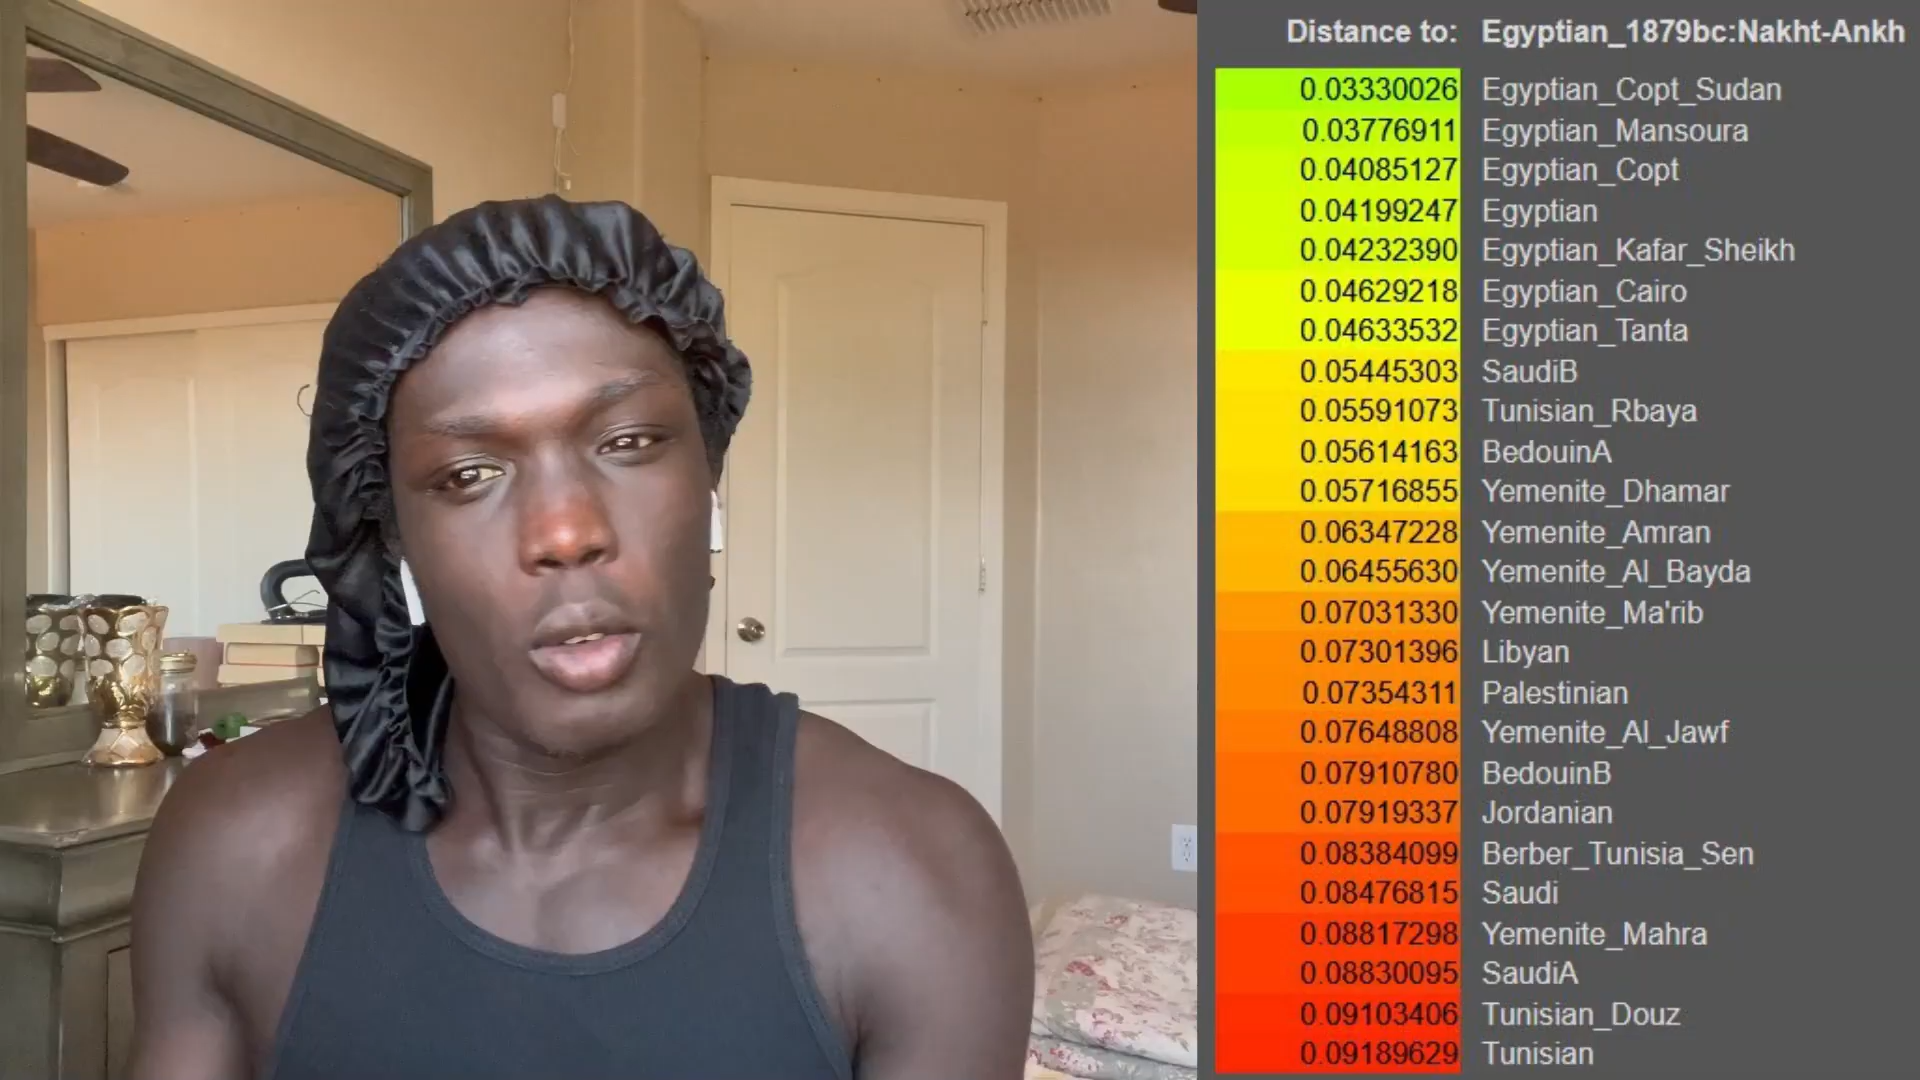 Distance to: Egyptian_1879bc:Nakht-Ankh
0.03330026 Egyptian_Copt_Sudan
0.03776911 Egyptian_Mansoura
0.04085127 Egyptian_Copt
0.04199247 Egyptian
0.04232390 Egyptian_Kafar_Sheikh
0.04629218 Egyptian_Cairo
0.04633532 Egyptian_Tanta
0.05445303 SaudiB
0.05591073 Tunisian_Rbaya
0.05614163 BedouinA
0.05716855 Yemenite_Dhamar
0.06347228 Yemenite_Amran
0.06455630 Yemenite_Al_Bayda
0.07031330 Yemenite_Ma'rib
0.07301396 Libyan
0.07354311 Palestinian
0.07648808 Yemenite_Al_Jawf
0.07910780 BedouinB
0.07919337 Jordanian
0.08384099 Berber_Tunisia_Sen
0.08476815 Saudi
0.08817298 Yemenite_Mahra
0.08830095 SaudiA
0.09103406 Tunisian_Douz
0.09189629 Tunisian